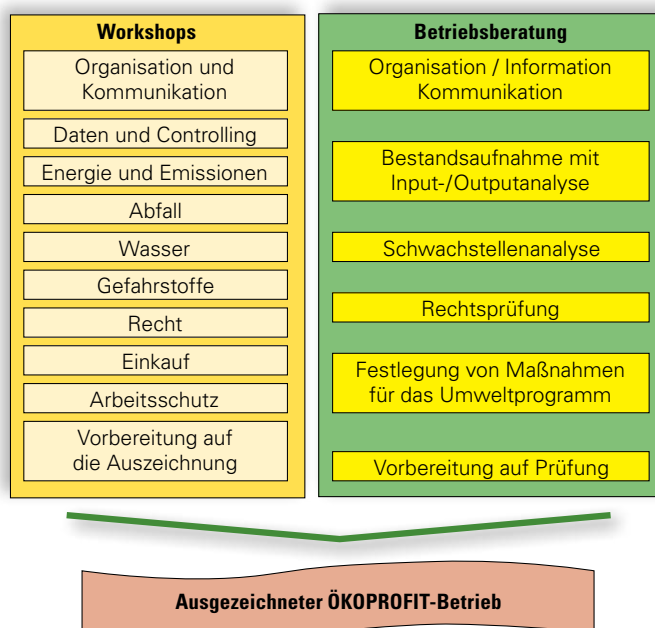 Workshops
Organisation und
Kommunikation
Daten und Controlling
Energie und Emissionen
Abfall
Wasser
Gefahrstoffe
Recht
Einkauf
Arbeitsschutz
Vorbereitung auf
die Auszeichnung
Betriebsberatung
Organisation / Information
Kommunikation
Bestandsaufnahme mit
Input-/Outputanalyse
Schwachstellenanalyse
Rechtsprüfung
Festlegung von Maßnahmen
für das Umweltprogramm
Vorbereitung auf Prüfung
Ausgezeichneter ÖKOPROFIT-Betrieb